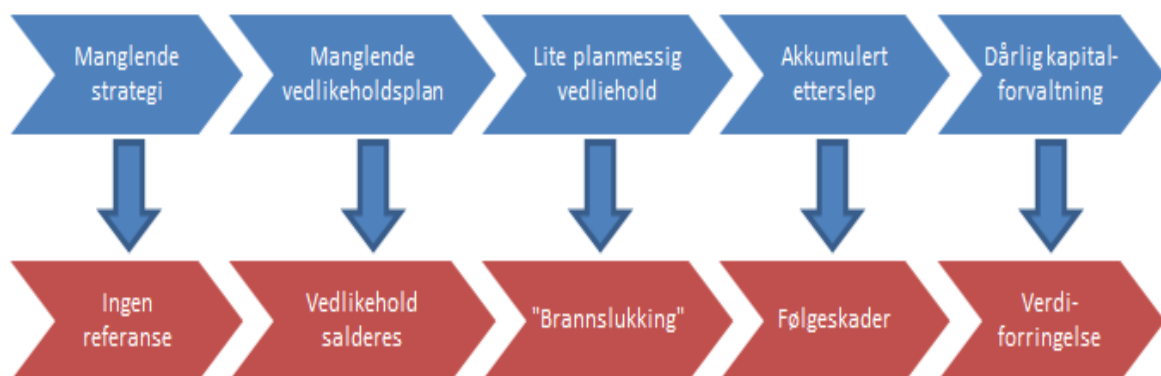 Manglende
strategi
Manglende
vedlikeholdsplan
Lite planmessig
vedliehold
Akkumulert
etterslep
Dårlig kapital-
forvaltning
Ingen
referanse
Vedlikehold
salderes
"Brannslukking"
Følgeskader
Verdi-
forringelse